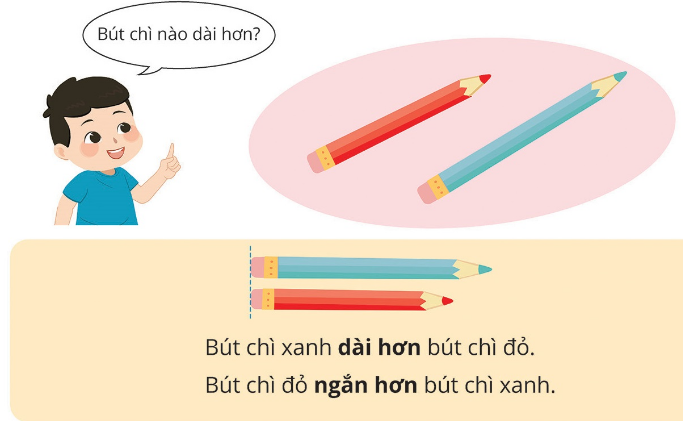 Bút chì nào dài hơn?
Bút chì xanh dài hơn bút chì đỏ.
Bút chì đỏ ngắn hơn bút chì xanh.